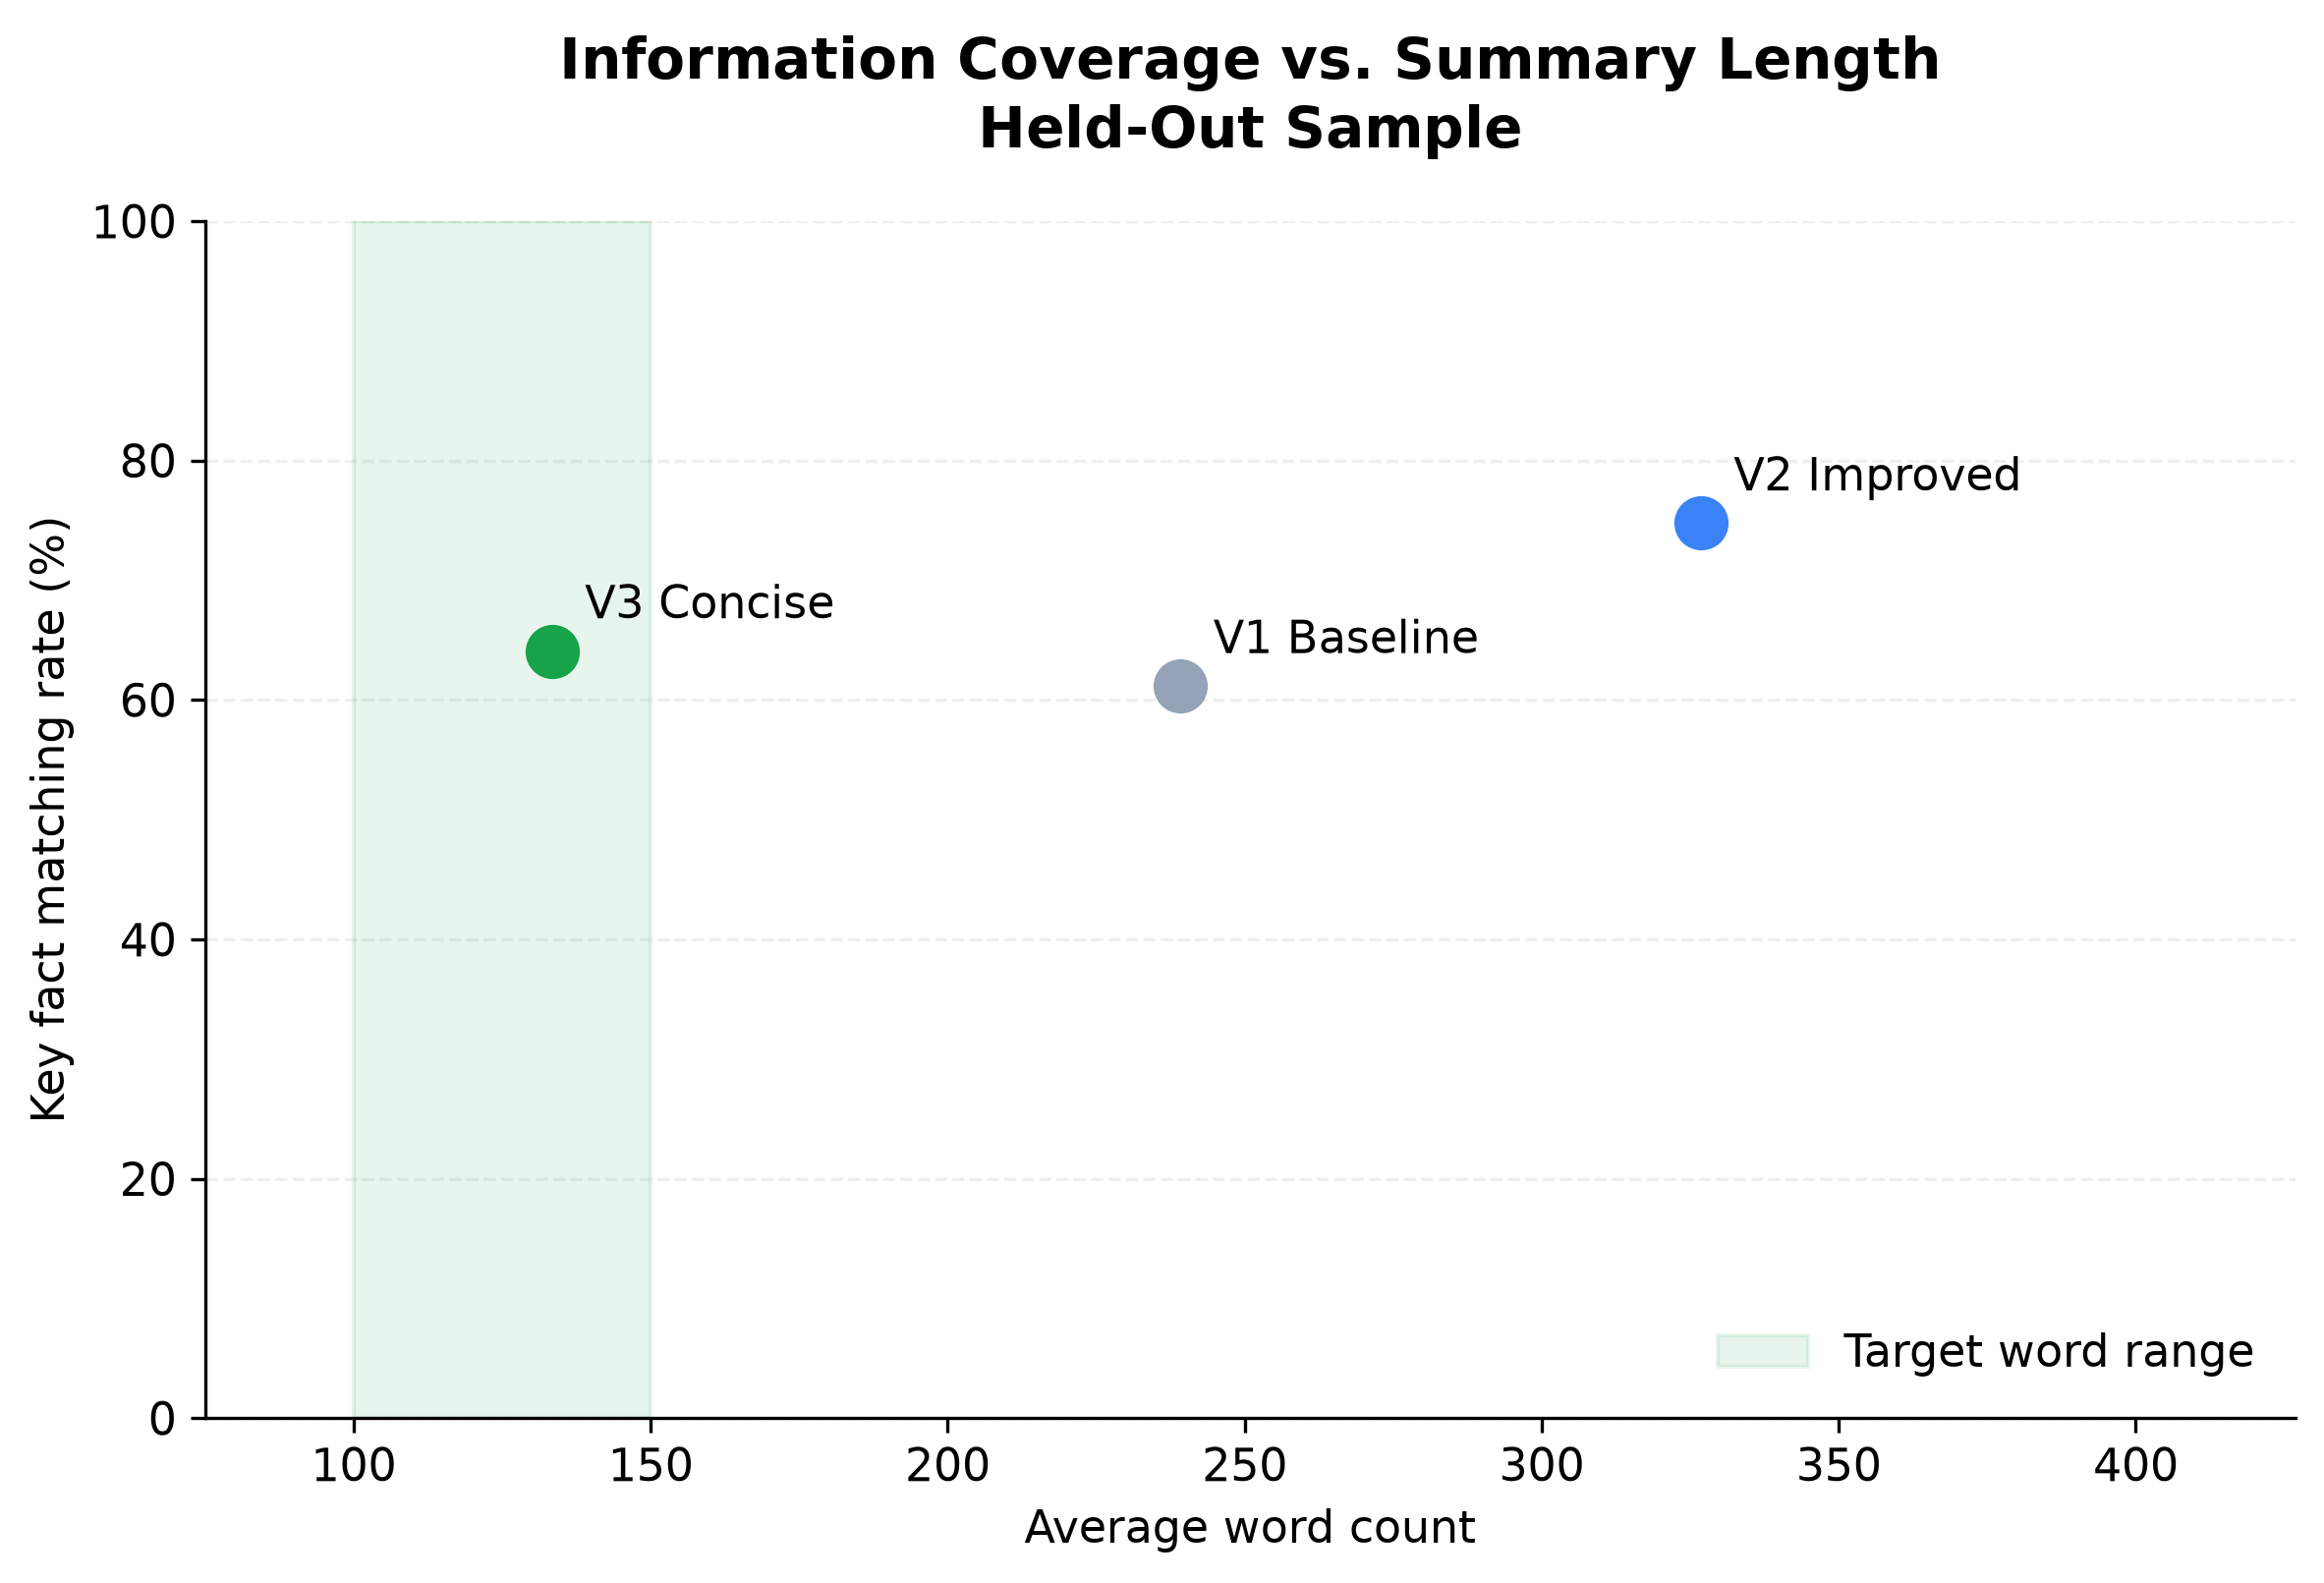 Information Coverage vs. Summary Length
Held-Out Sample
Key fact matching rate (%)
100
80
60
40
20
0
V2 Improved
V3 Concise
V1 Baseline
Target word range
100 150 200 250 300 350 400
Average word count